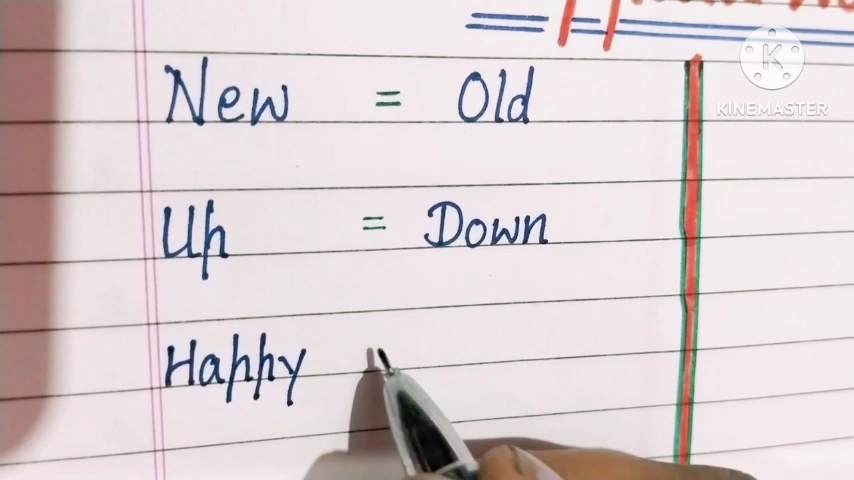 New = Old
Up = Down
Happy
K
KINEMASTER